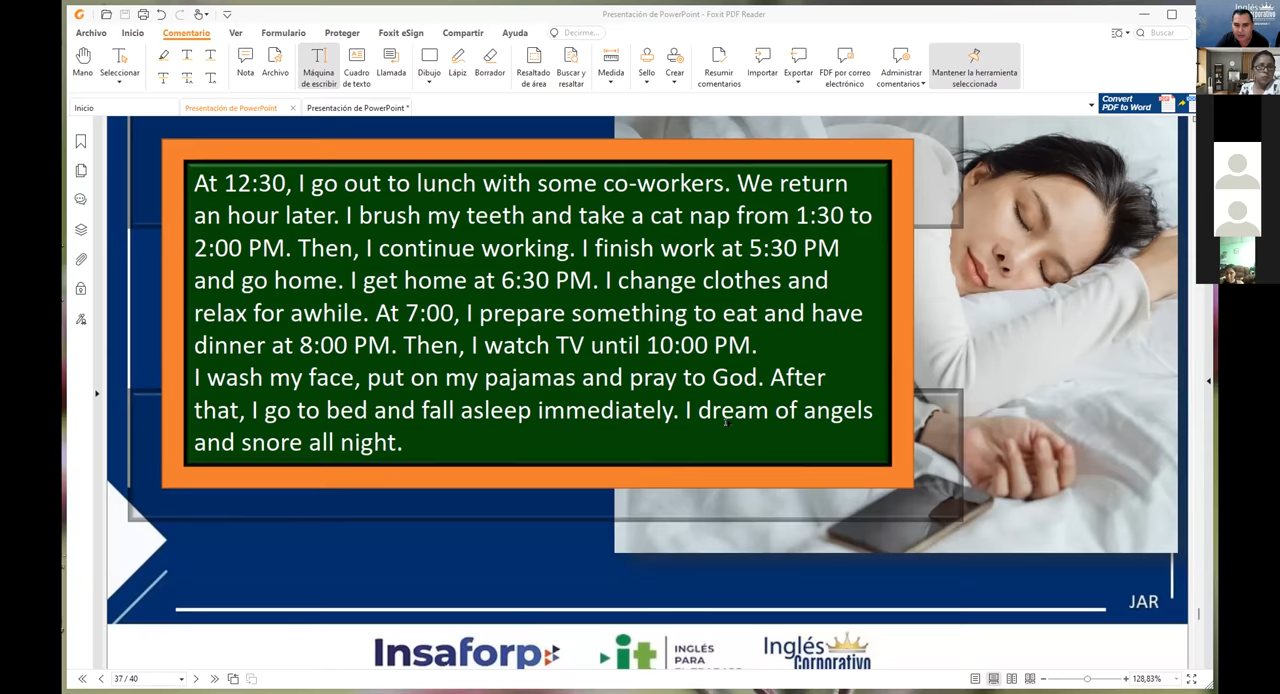 Presentación de PowerPoint - Foxit PDF Reader
Inglés
Corporativo
Archivo Inicio Comentario Ver Formulario Proteger Foxit eSign Compartir Ayuda Decirme... Buscar
Mano Seleccionar Nota Archivo Máquina de escribir Cuadro de texto Llamada Dibujo Lápiz Borrador Resaltado de área Buscar y resaltar Medida Sello Crear Resumir comentarios Importar Exportar FDF por correo electrónico Administrar comentarios Mantener la herramienta seleccionada
Inicio Presentación de PowerPoint Presentación de PowerPoint *
Convert
PDF to Word
At 12:30, I go out to lunch with some co-workers. We return
an hour later. I brush my teeth and take a cat nap from 1:30 to
2:00 PM. Then, I continue working. I finish work at 5:30 PM
and go home. I get home at 6:30 PM. I change clothes and
relax for awhile. At 7:00, I prepare something to eat and have
dinner at 8:00 PM. Then, I watch TV until 10:00 PM.
I wash my face, put on my pajamas and pray to God. After
that, I go to bed and fall asleep immediately. I dream of angels
and snore all night.
JAR
Insaforp
it
INGLÉS
PARA
Inglés
Corporativo
37 / 40
128,83%